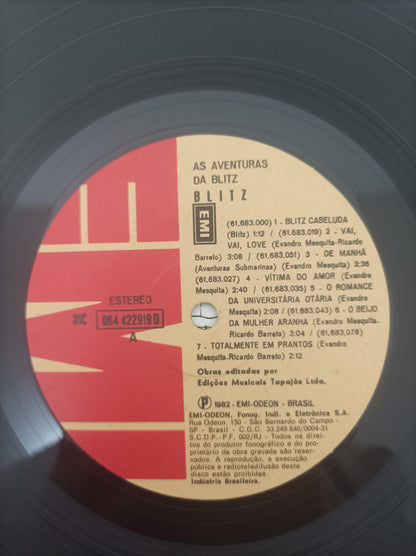 EMI
AS AVENTURAS
DA BLITZ
BLITZ
EMI
(61,683,000) 1 - BLITZ CABELUDA
(Blitz) 1:12 / (61,683,019) 2 - VAI,
VAI, LOVE (Evandro Mesquita-Ricardo
Barreto) 3:08 / (61,683,051) 3 - DE MANHÃ
(Aventuras Submarinas) (Evandro Mesquita) 3:36
(61.683,027) 4 - VÍTIMA DO AMOR (Evandro
Mesquita) 2:40 / (61,683,035) 5 - O ROMANCE
DA UNIVERSITÁRIA OTÁRIA (Evandro
Mesquita) 2:08 / (61,683,043) 6 - O BEIJO
DA MULHER ARANHA (Evandro Mesquita-
Ricardo Barreto) 3:04 / (61,683,078)
7 - TOTALMENTE EM PRANTOS (Evandro
Mesquita-Ricardo Barreto) 2:12
ESTEREO
31C 064 422919D
A
Obras editadas por
Edições Musicais Tapajós Ltda.
Ⓟ 1982 - EMI-ODEON - BRASIL
EMI-ODEON, Fonog. Indl. e Eletrônica S.A.
Rua Odeon, 150 - São Bernardo do Campo -
SP - Brasil - C.G.C. 33.249.640/0004-31
S.C.D.P. - P.F. 002/RJ - Todos os direi-
tos do produtor fonográfico e do pro-
prietário da obra gravada são reser-
vados. A reprodução, a execução
pública e radioteledifusão deste
disco estão proibidas.
Indústria Brasileira.